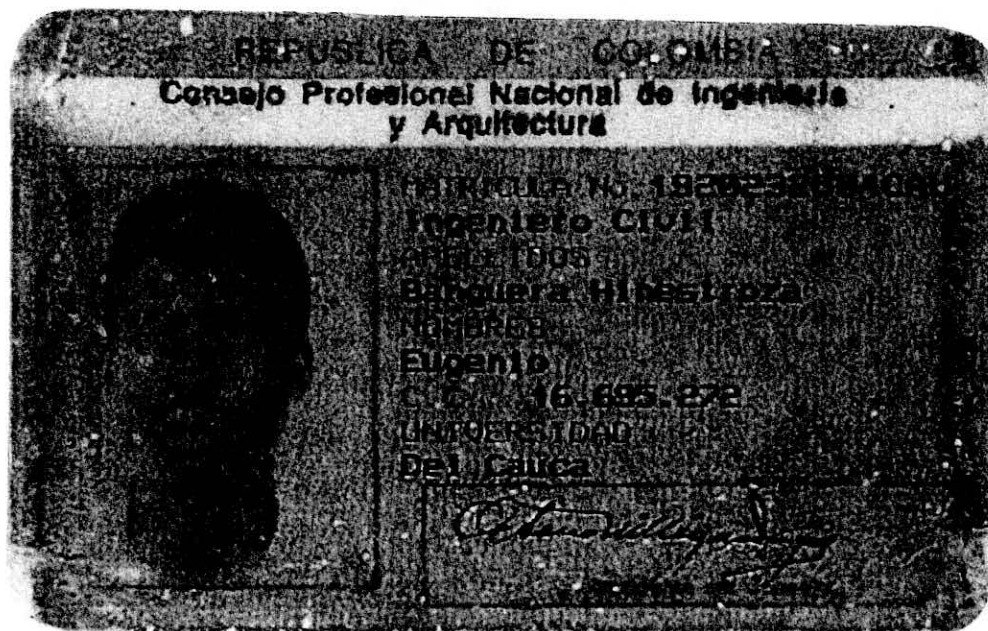 REPUBLICA DE COLOMBIA
Consejo Profesional Nacional de Ingenieria
y Arquitectura
MATRICULA No.
Ingeniero Civil
APELLIDOS
Banguera Hinestroza
NOMBRES
Eugenio
C.C. 16.695.272
UNIVERSIDAD
Del Cauca